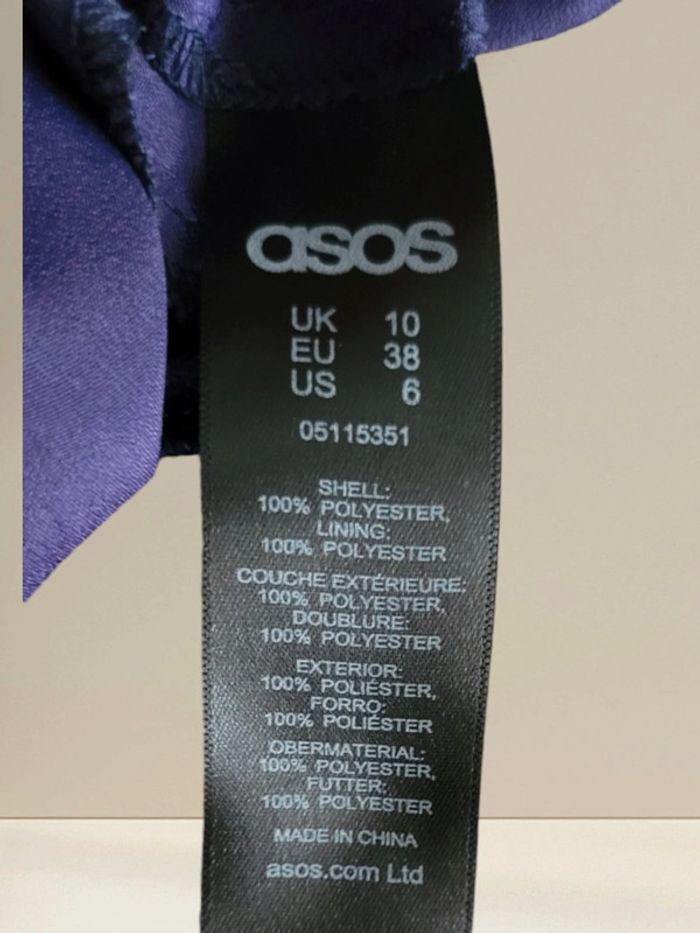 asos
UK 10
EU 38
US 6
05115351
SHELL:
100% POLYESTER,
LINING:
100% POLYESTER
COUCHE EXTÉRIEURE:
100% POLYESTER,
DOUBLURE:
100% POLYESTER
EXTERIOR:
100% POLIÉSTER,
FORRO:
100% POLIÉSTER
OBERMATERIAL:
100% POLYESTER,
FUTTER:
100% POLYESTER
MADE IN CHINA
asos.com Ltd